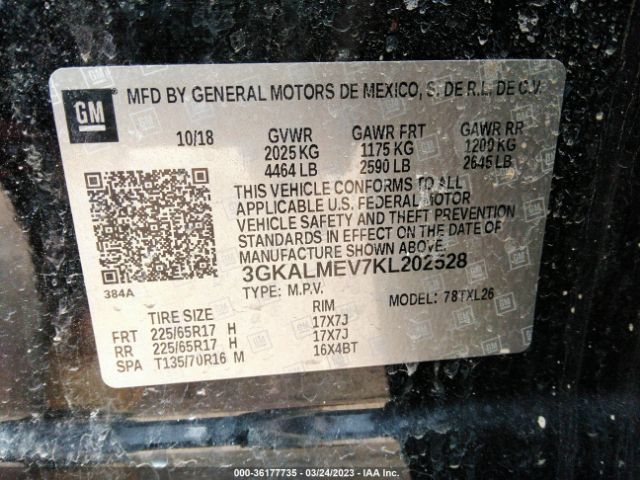 GM
MFD BY GENERAL MOTORS DE MEXICO, S. DE R.L. DE C.V.
10/18 GVWR GAWR FRT GAWR RR
2025 KG 1175 KG 1200 KG
4464 LB 2590 LB 2645 LB
THIS VEHICLE CONFORMS TO ALL
APPLICABLE U.S. FEDERAL MOTOR
VEHICLE SAFETY AND THEFT PREVENTION
STANDARDS IN EFFECT ON THE DATE OF
MANUFACTURE SHOWN ABOVE.
3GKALMEV7KL202528
384A
TYPE: M.P.V. MODEL: 78TXL26
TIRE SIZE RIM
FRT 225/65R17 H 17X7J
RR 225/65R17 H 17X7J
SPA T135/70R16 M 16X4BT
000-36177735 - 03/24/2023 - IAA Inc.